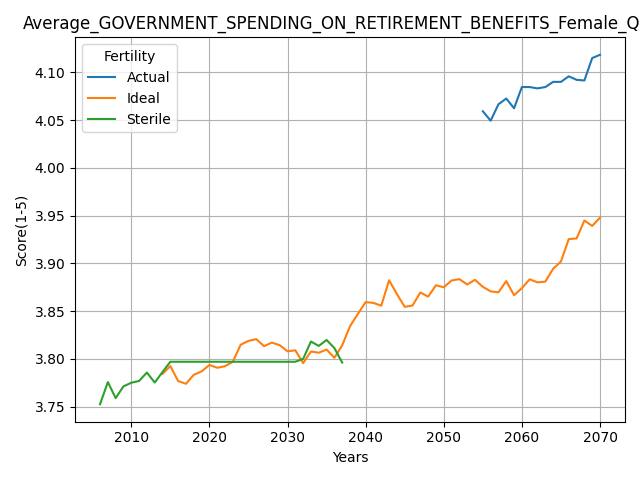 Average_GOVERNMENT_SPENDING_ON_RETIREMENT_BENEFITS_Female_Q
Fertility
Actual
Ideal
Sterile
Score(1-5)
4.10
4.05
4.00
3.95
3.90
3.85
3.80
3.75
2010 2020 2030 2040 2050 2060 2070
Years